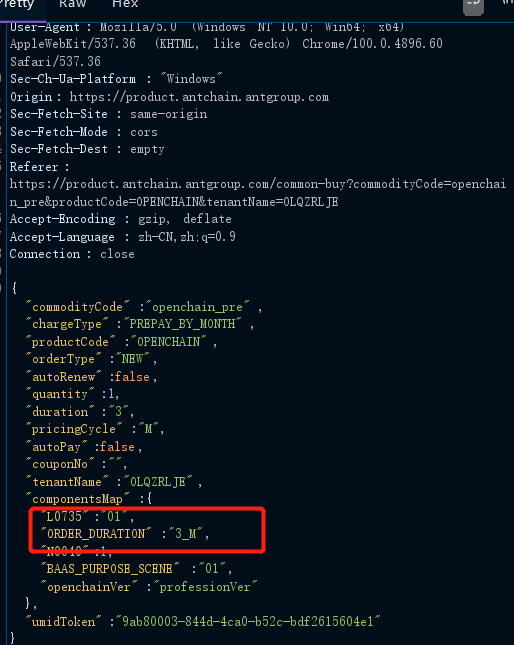 Pretty Raw Hex
User-Agent : Mozilla/5.0 (Windows NT 10.0; Win64; x64)
AppleWebKit/537.36 (KHTML, like Gecko) Chrome/100.0.4896.60
Safari/537.36
Sec-Ch-Ua-Platform : "Windows"
Origin : https://product.antchain.antgroup.com
Sec-Fetch-Site : same-origin
Sec-Fetch-Mode : cors
Sec-Fetch-Dest : empty
Referer :
https://product.antchain.antgroup.com/common-buy?commodityCode=openchai
n_pre&productCode=OPENCHAIN&tenantName=OLQZRLJE
Accept-Encoding : gzip, deflate
Accept-Language : zh-CN,zh;q=0.9
Connection : close
{
"commodityCode" :"openchain_pre" ,
"chargeType" :"PREPAY_BY_MONTH" ,
"productCode" :"OPENCHAIN" ,
"orderType" :"NEW",
"autoRenew" :false,
"quantity" :1,
"duration" :"3",
"pricingCycle" :"M",
"autoPay" :false,
"couponNo" :"",
"tenantName" :"OLQZRLJE" ,
"componentsMap" :{
"L0735" :"01",
"ORDER_DURATION" :"3_M",
"N0040" :1,
"BAAS_PURPOSE_SCENE" :"01",
"openchainVer" :"professionVer"
},
"umidToken" :"9ab80003-844d-4ca0-b52c-bdf2615604e1"
}